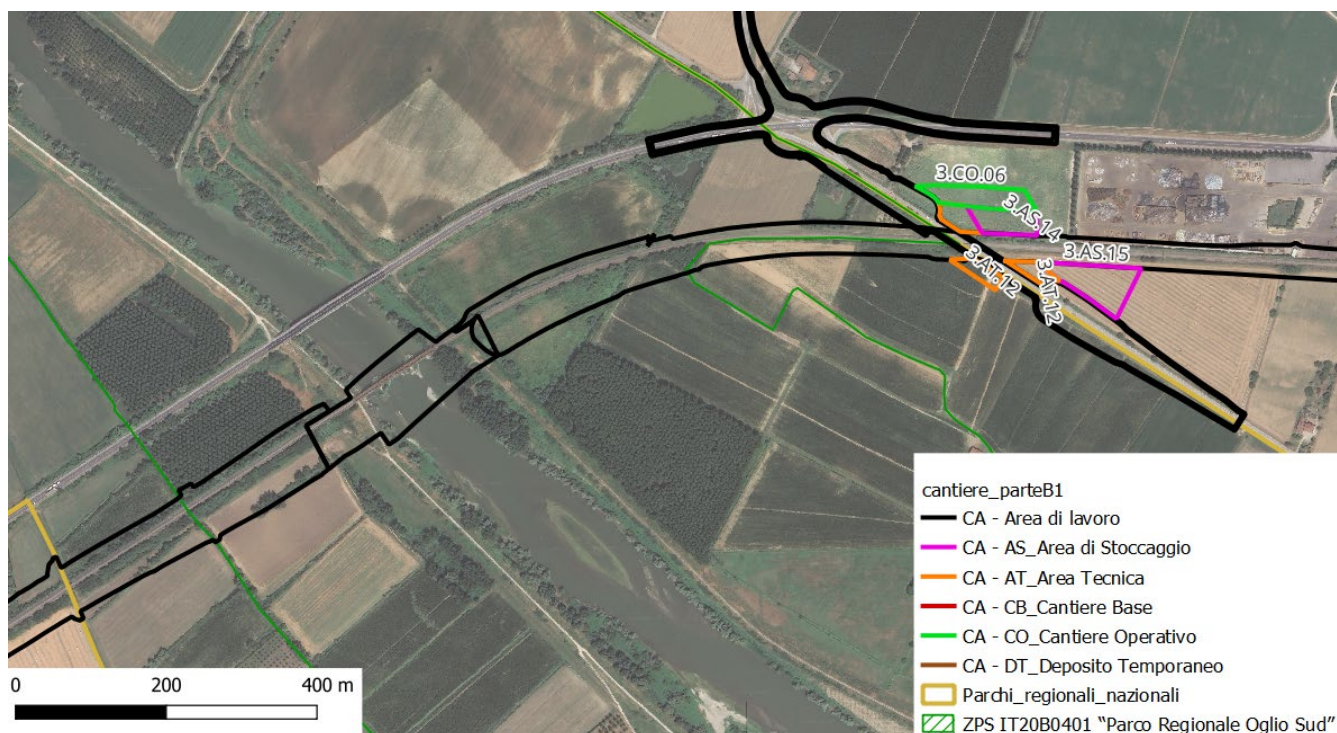 3.CO.06
3.AS.14
3.AS.15
3.AT.12
3.AT.12
cantiere_parteB1
CA - Area di lavoro
CA - AS_Area di Stoccaggio
CA - AT_Area Tecnica
CA - CB_Cantiere Base
CA - CO_Cantiere Operativo
CA - DT_Deposito Temporaneo
Parchi_regionali_nazionali
ZPS IT20B0401 “Parco Regionale Oglio Sud”
0 200 400 m